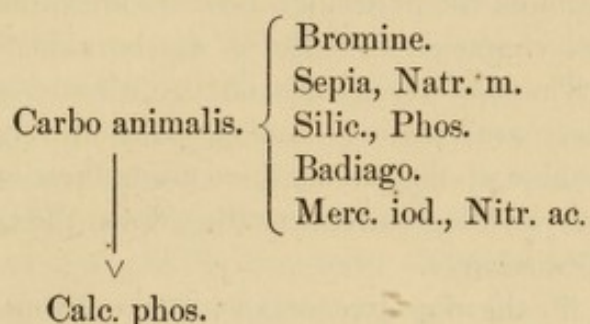 Bromine.
Sepia, Natr. m.
Carbo animalis.
Silic., Phos.
Badiago.
Merc. iod., Nitr. ac.
Calc. phos.